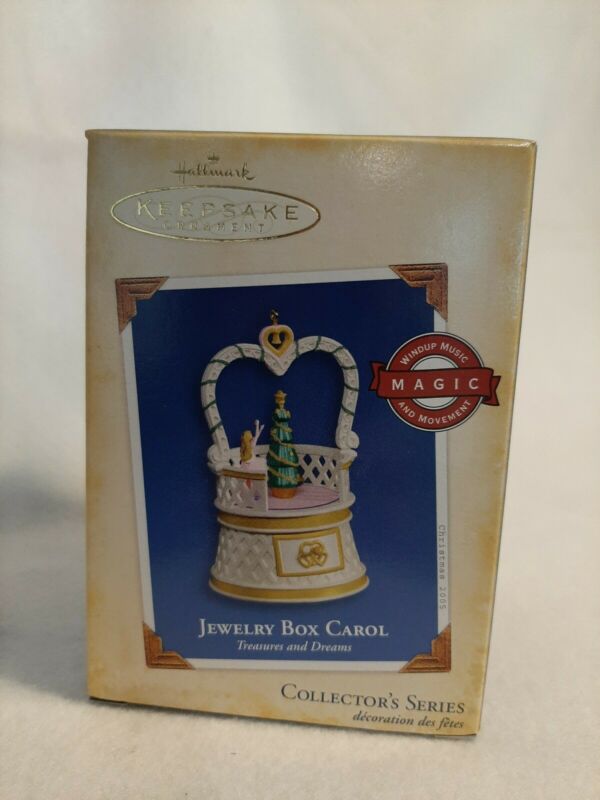 Hallmark
KEEPSAKE
ORNAMENT
WINDUP MUSIC
MAGIC
AND MOVEMENT
Christmas 2005
JEWELRY BOX CAROL
Treasures and Dreams
COLLECTOR'S SERIES
décoration des fêtes